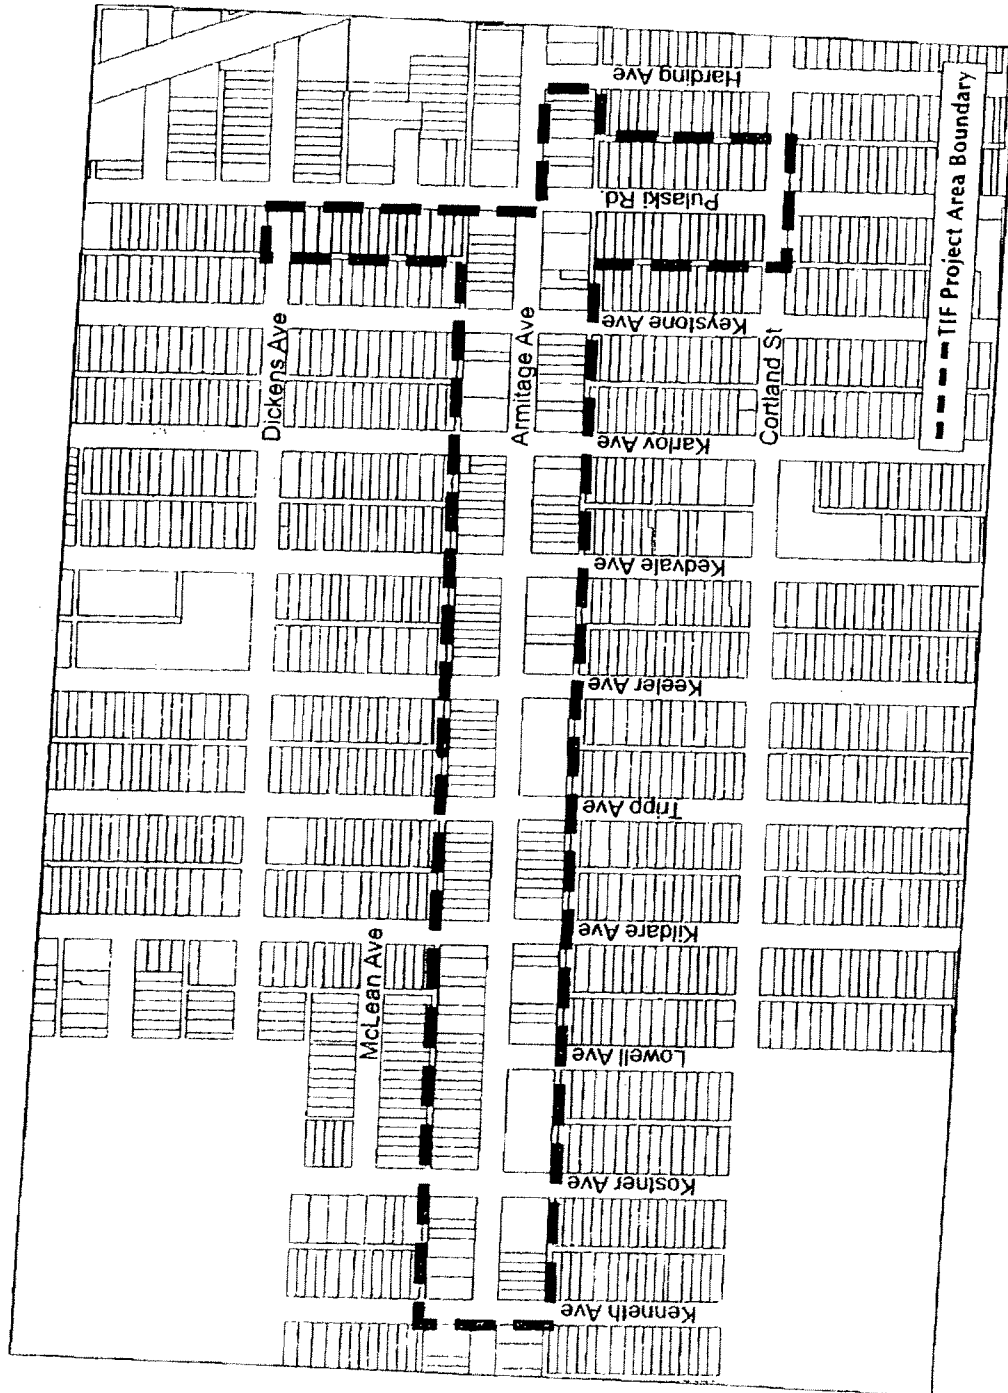 Harding Ave
Pulaski Rd
Keystone Ave
Dickens Ave
Armitage Ave
Karlov Ave
Cortland St
Kedvale Ave
Keeler Ave
Tripp Ave
Kildare Ave
McLean Ave
Lowell Ave
Kostner Ave
Kenneth Ave
TIF Project Area Boundary